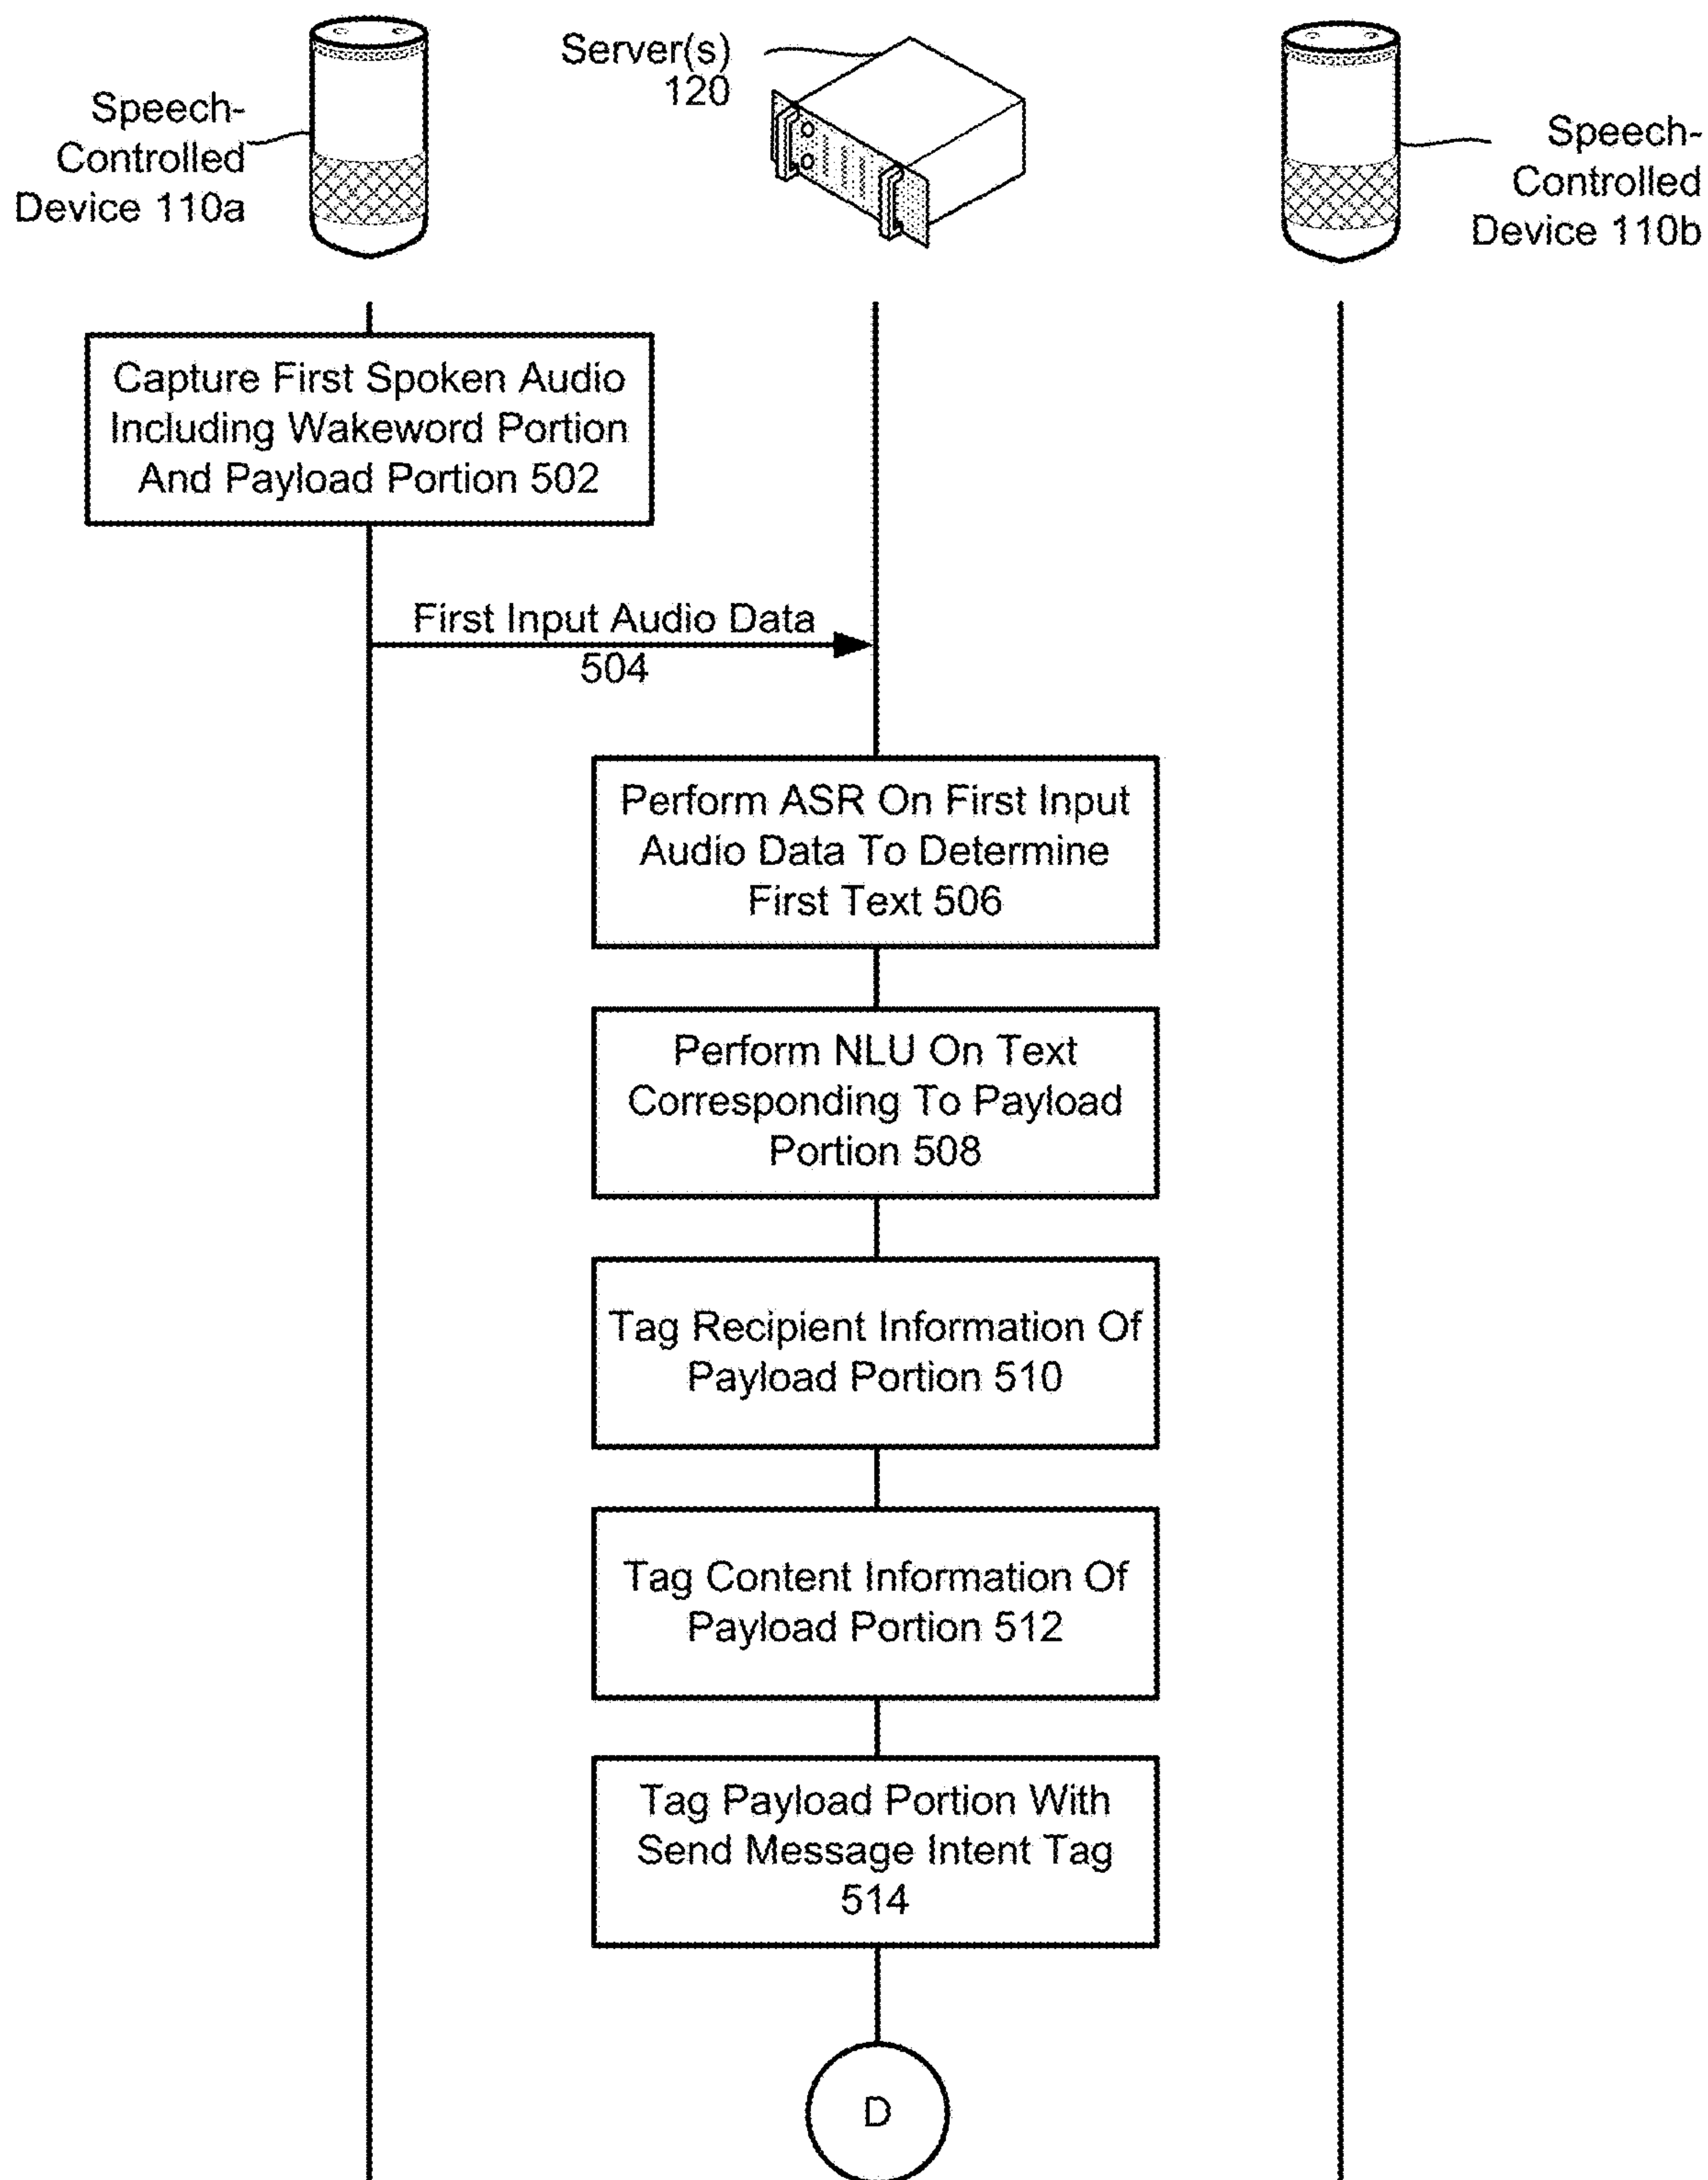 Speech-
Controlled
Device 110a
Server(s)
120
Speech-
Controlled
Device 110b
Capture First Spoken Audio
Including Wakeword Portion
And Payload Portion 502
First Input Audio Data
504
Perform ASR On First Input
Audio Data To Determine
First Text 506
Perform NLU On Text
Corresponding To Payload
Portion 508
Tag Recipient Information Of
Payload Portion 510
Tag Content Information Of
Payload Portion 512
Tag Payload Portion With
Send Message Intent Tag
514
D